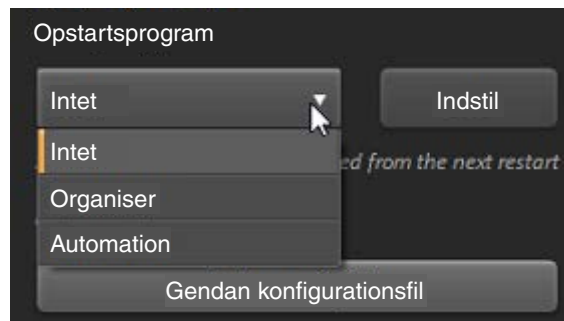 Opstartsprogram
Intet
Indstil
Intet
ed from the next restart
Organiser
Automation
Gendan konfigurationsfil